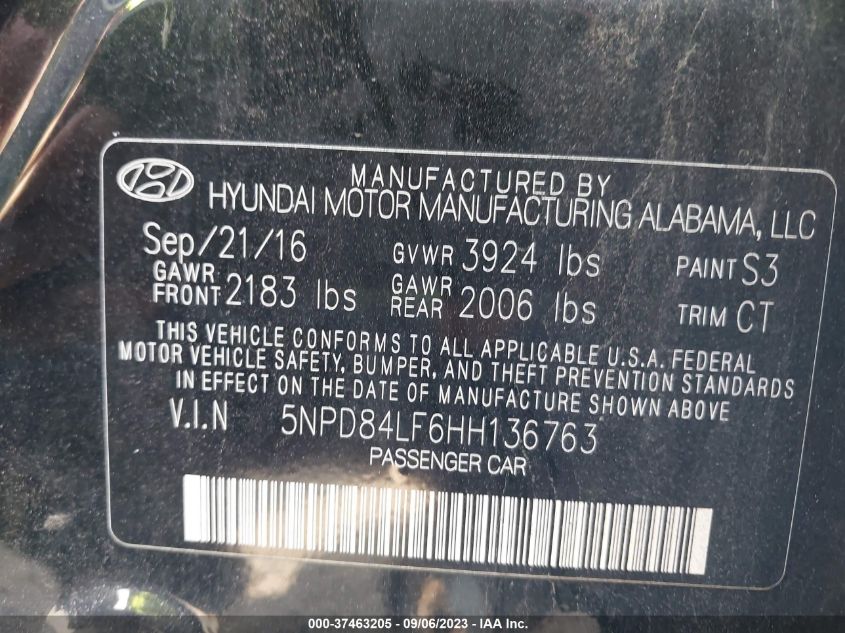 MANUFACTURED BY
HYUNDAI MOTOR MANUFACTURING ALABAMA, LLC
Sep/21/16 GVWR 3924 lbs PAINT S3
GAWR FRONT 2183 lbs GAWR REAR 2006 lbs TRIM CT
THIS VEHICLE CONFORMS TO ALL APPLICABLE U.S.A. FEDERAL
MOTOR VEHICLE SAFETY, BUMPER, AND THEFT PREVENTION STANDARDS
IN EFFECT ON THE DATE OF MANUFACTURE SHOWN ABOVE
V.I.N 5NPD84LF6HH136763
PASSENGER CAR
000-37463205 - 09/06/2023 - © IAA Inc.